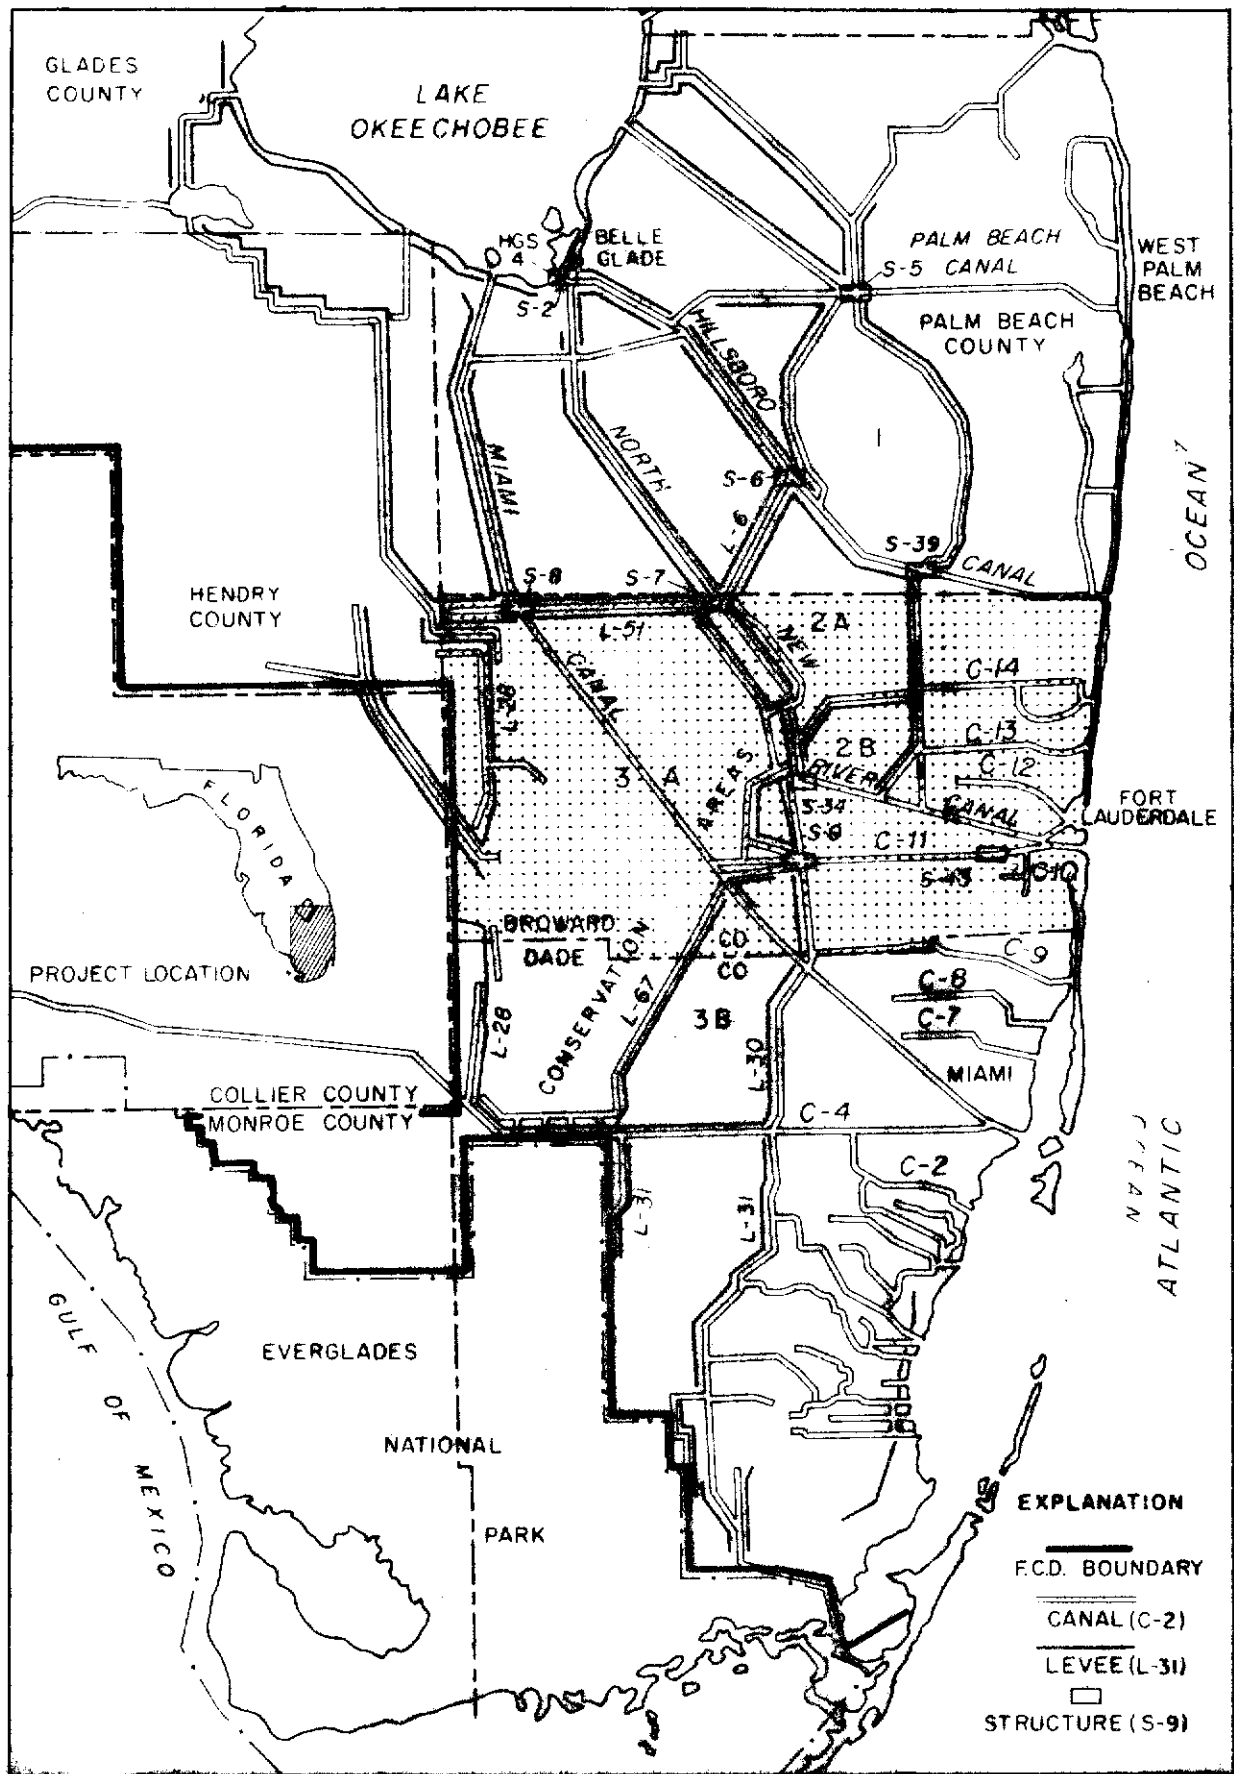 GLADES
COUNTY
LAKE
OKEECHOBEE
HGS
4
BELLE
GLADE
S-2
PALM BEACH
S-5 CANAL
WEST
PALM
BEACH
PALM BEACH
COUNTY
HILLSBORO
MIAMI
NORTH
1
S-6
L-6
S-39
CANAL
OCEAN
HENDRY
COUNTY
S-8
S-7
L-51
NEW
2A
CANAL
C-14
L-28
C-13
2B
C-12
3 A
AREAS
RIVER
FLORIDA
S-34
CANAL
FORT
LAUDERDALE
C-11
BROWARD
DADE
CO
CO
C-9
PROJECT LOCATION
CONSERVATION
L-67
C-8
C-7
L-28
3B
L-30
MIAMI
COLLIER COUNTY
MONROE COUNTY
C-4
C-2
L-31
L-31
OCEAN
ATLANTIC
GULF
OF
MEXICO
EVERGLADES
NATIONAL
PARK
EXPLANATION
F.C.D. BOUNDARY
CANAL (C-2)
LEVEE (L-31)
STRUCTURE (S-9)